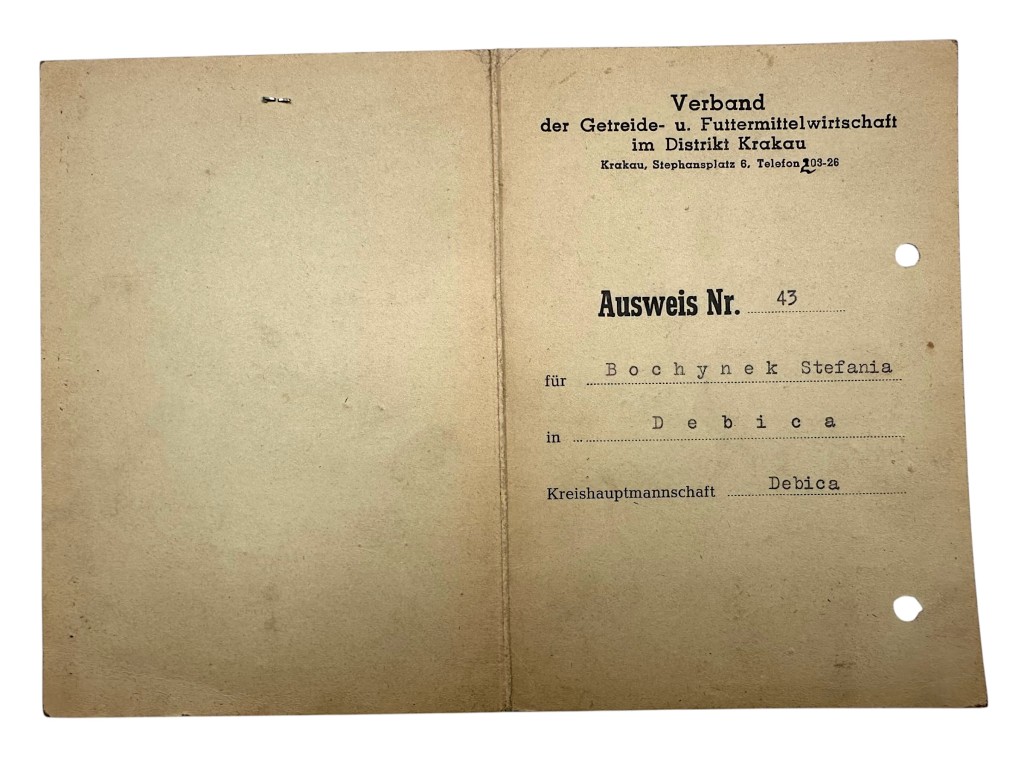 Verband
der Getreide- u. Futtermittelwirtschaft
im Distrikt Krakau
Krakau, Stephansplatz 6, Telefon 203-26
Ausweis Nr. 43
für Bochynek Stefania
in Debica
Kreishauptmannschaft Debica